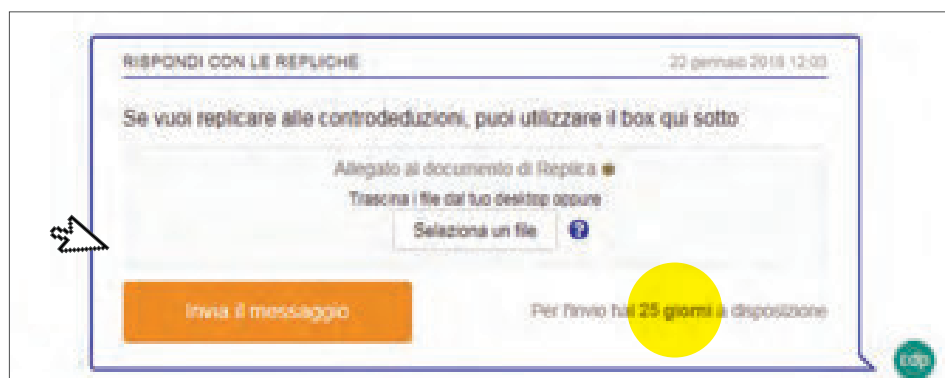 RISPONDI CON LE REPLICHE
22 gennaio 2018 12:03
Se vuoi replicare alle controdeduzioni, puoi utilizzare il box qui sotto
Allegato al documento di Replica
Trascina i file dal tuo desktop oppure
Seleziona un file ?
Invia il messaggio
Per l'invio hai 25 giorni a disposizione
cdp